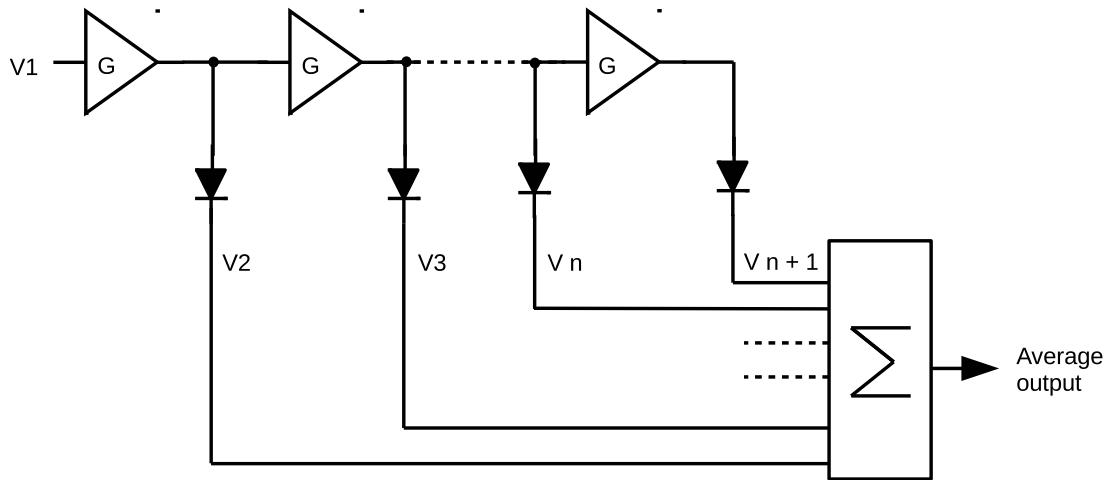 V1
G
G
G
V2
V3
V n
V n + 1
Σ
Average
output